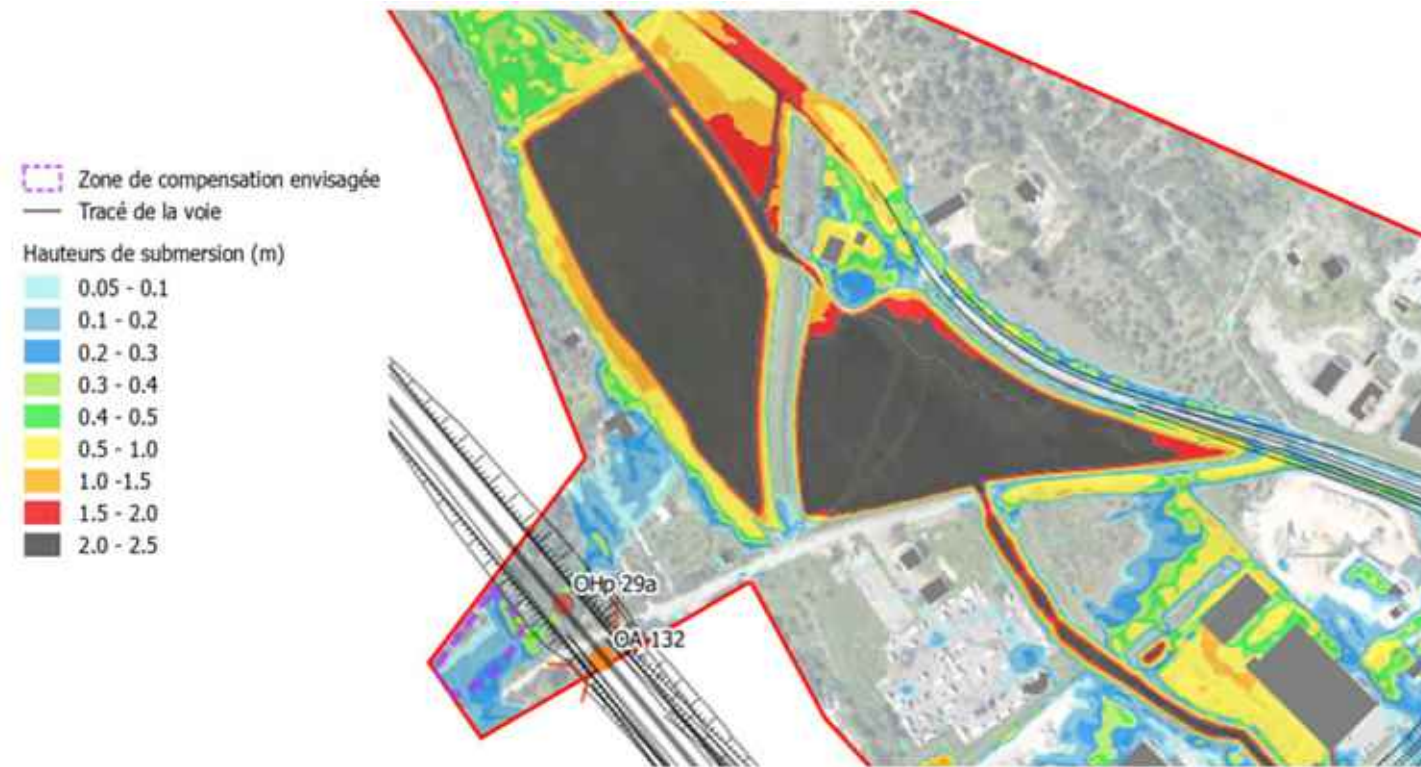 Zone de compensation envisagée
Tracé de la voie
Hauteurs de submersion (m)
0.05 - 0.1
0.1 - 0.2
0.2 - 0.3
0.3 - 0.4
0.4 - 0.5
0.5 - 1.0
1.0 -1.5
1.5 - 2.0
2.0 - 2.5
OHp 29a
OA 132